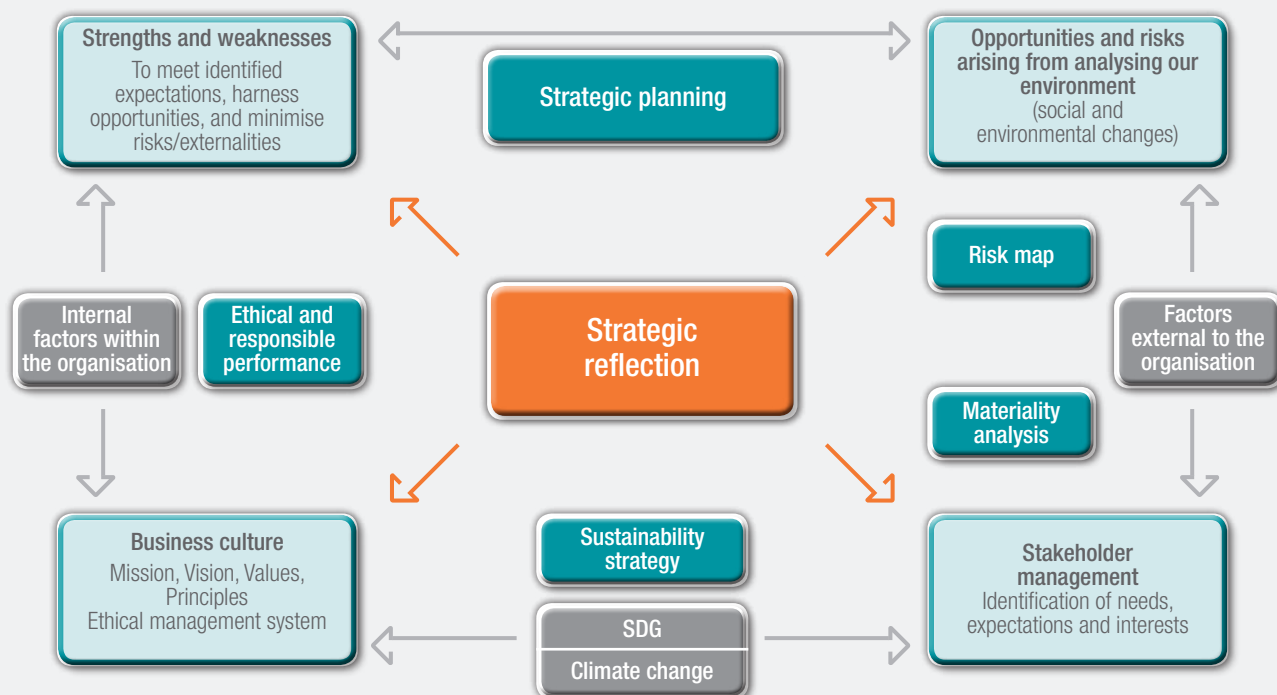 Strengths and weaknesses
To meet identified
expectations, harness
opportunities, and minimise
risks/externalities
Strategic planning
Opportunities and risks
arising from analysing our
environment
(social and
environmental changes)
Risk map
Internal
factors within
the organisation
Ethical and
responsible
performance
Strategic
reflection
Factors
external to the
organisation
Materiality
analysis
Business culture
Mission, Vision, Values,
Principles
Ethical management system
Sustainability
strategy
SDG
Climate change
Stakeholder
management
Identification of needs,
expectations and interests